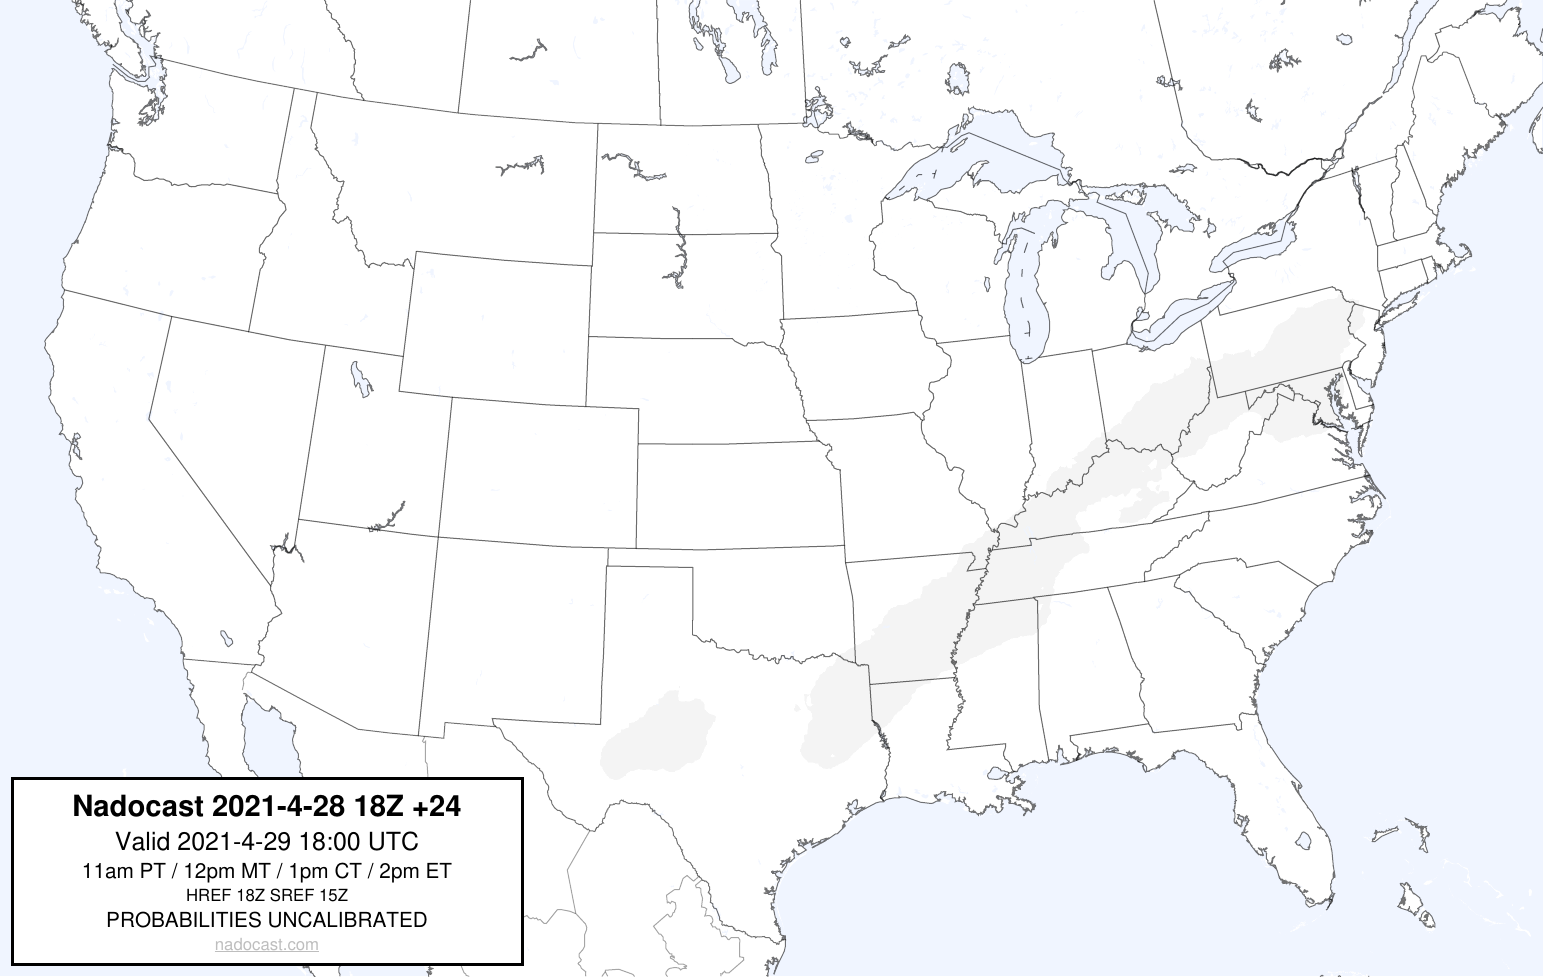 Nadocast 2021-4-28 18Z +24
Valid 2021-4-29 18:00 UTC
11am PT / 12pm MT / 1pm CT / 2pm ET
HREF 18Z SREF 15Z
PROBABILITIES UNCALIBRATED
nadocast.com